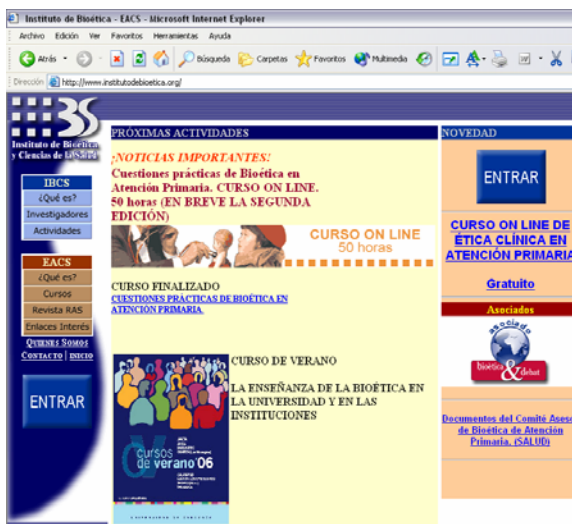 Instituto de Bioética - EACS - Microsoft Internet Explorer
Archivo Edición Ver Favoritos Herramientas Ayuda
Atrás Búsqueda Carpetas Favoritos Multimedia
Dirección http://www.institutodebioetica.org/
Instituto de Bioética
y Ciencias de la Salud
IBCS
¿Qué es?
Investigadores
Actividades
EACS
¿Qué es?
Cursos
Revista RAS
Enlaces Interés
QUIENES SOMOS
CONTACTO | INICIO
ENTRAR
PRÓXIMAS ACTIVIDADES
¡NOTICIAS IMPORTANTES!
Cuestiones prácticas de Bioética en
Atención Primaria. CURSO ON LINE.
50 horas (EN BREVE LA SEGUNDA
EDICIÓN)
CURSO ON LINE
50 horas
CURSO FINALIZADO
CUESTIONES PRÁCTICAS DE BIOÉTICA EN
ATENCIÓN PRIMARIA.
cursos
de verano'06
CURSO DE VERANO
LA ENSEÑANZA DE LA BIOÉTICA EN
LA UNIVERSIDAD Y EN LAS
INSTITUCIONES
NOVEDAD
ENTRAR
CURSO ON LINE DE
ÉTICA CLÍNICA EN
ATENCIÓN PRIMARIA
Gratuito
Asociados
asociado
bioética & debat
Documentos del Comité Aseso
de Bioética de Atención
Primaria. (SALUD)